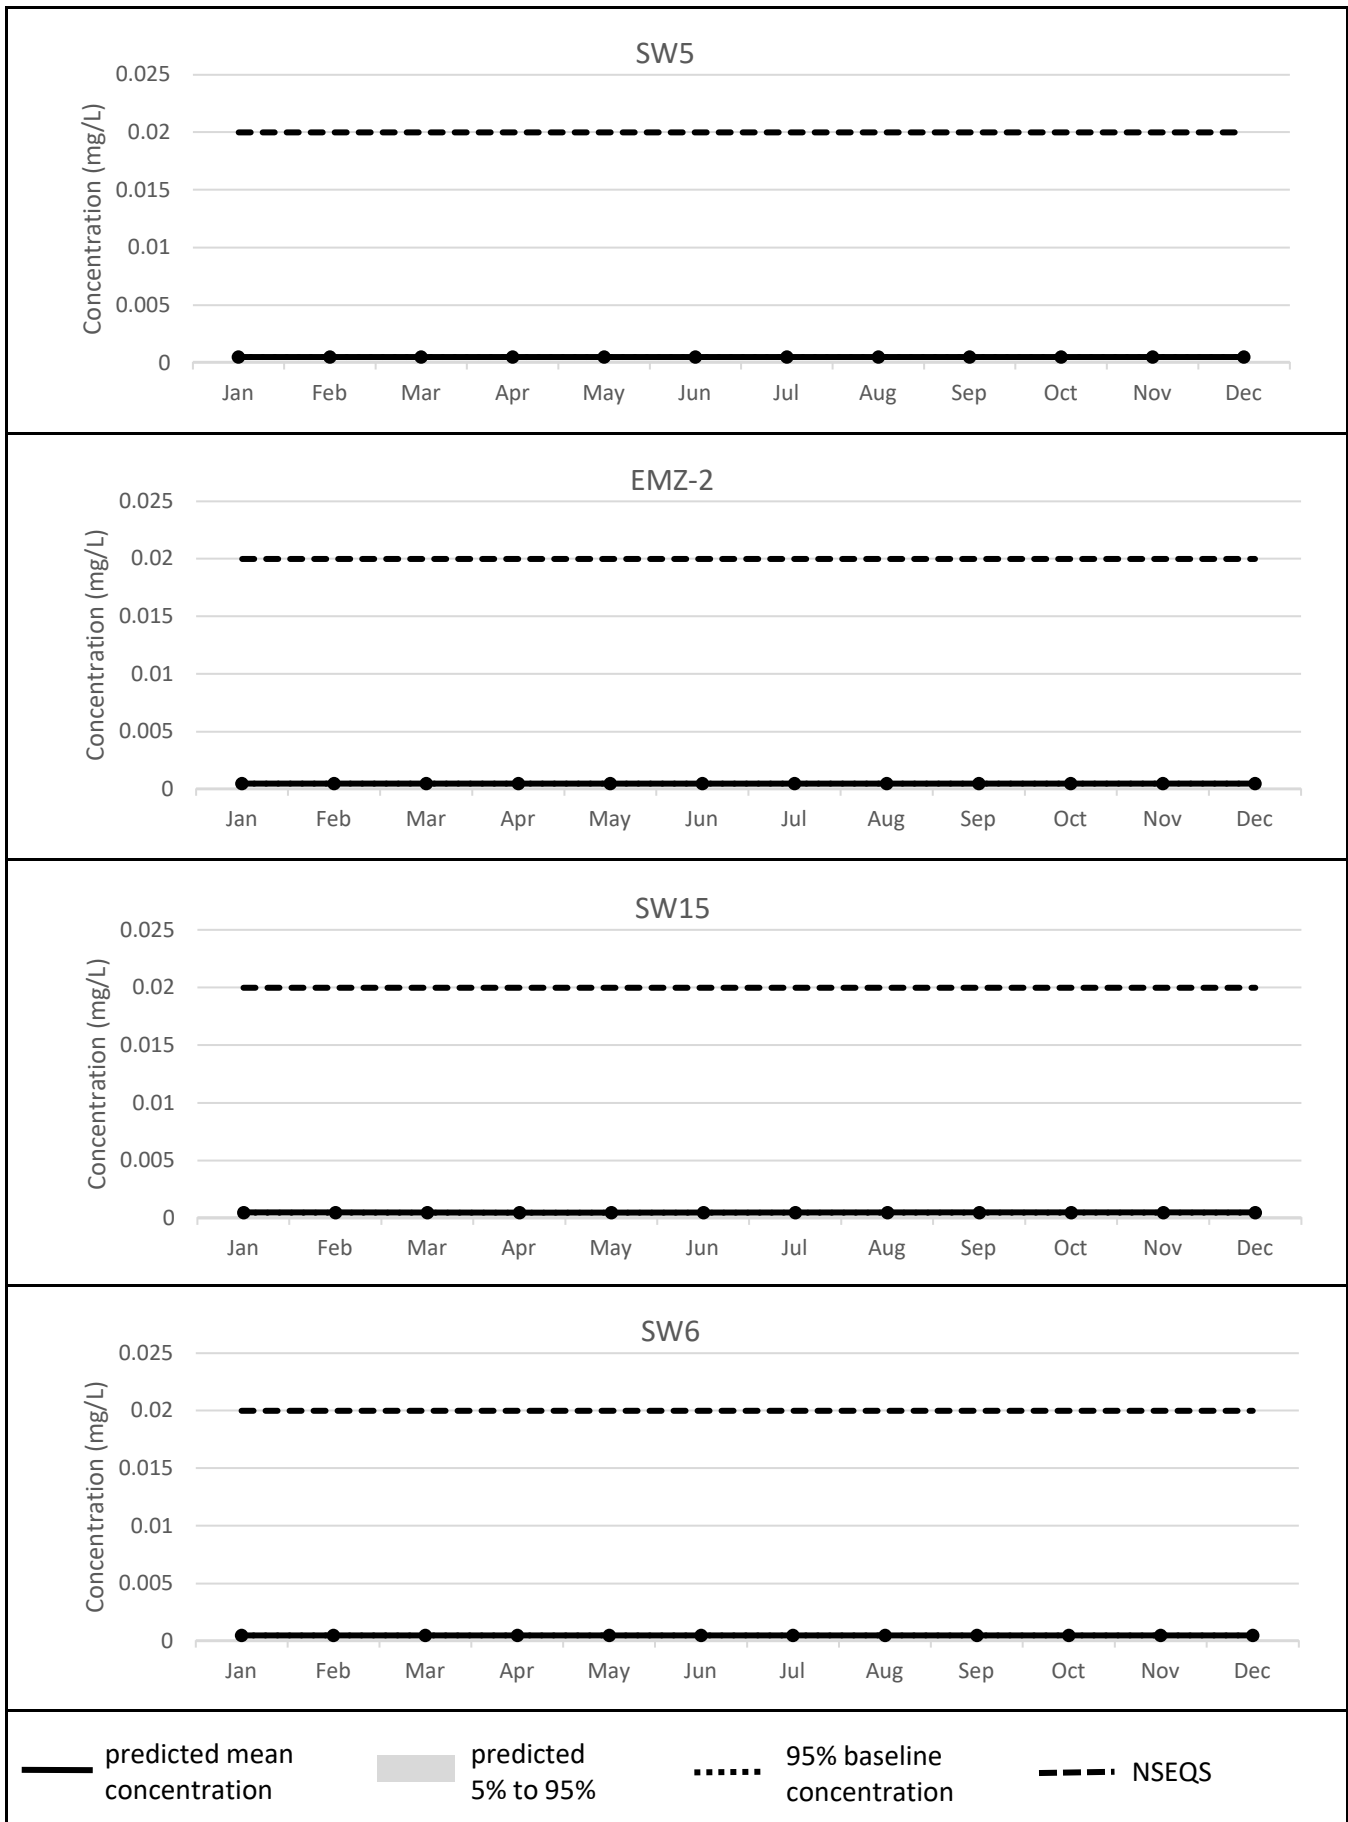 SW5
0.025
0.02
0.015
0.01
0.005
0
Concentration (mg/L)
Jan Feb Mar Apr May Jun Jul Aug Sep Oct Nov Dec
EMZ-2
0.025
0.02
0.015
0.01
0.005
0
Concentration (mg/L)
Jan Feb Mar Apr May Jun Jul Aug Sep Oct Nov Dec
SW15
0.025
0.02
0.015
0.01
0.005
0
Concentration (mg/L)
Jan Feb Mar Apr May Jun Jul Aug Sep Oct Nov Dec
SW6
0.025
0.02
0.015
0.01
0.005
0
Concentration (mg/L)
Jan Feb Mar Apr May Jun Jul Aug Sep Oct Nov Dec
predicted mean
concentration
predicted
5% to 95%
95% baseline
concentration
NSEQS